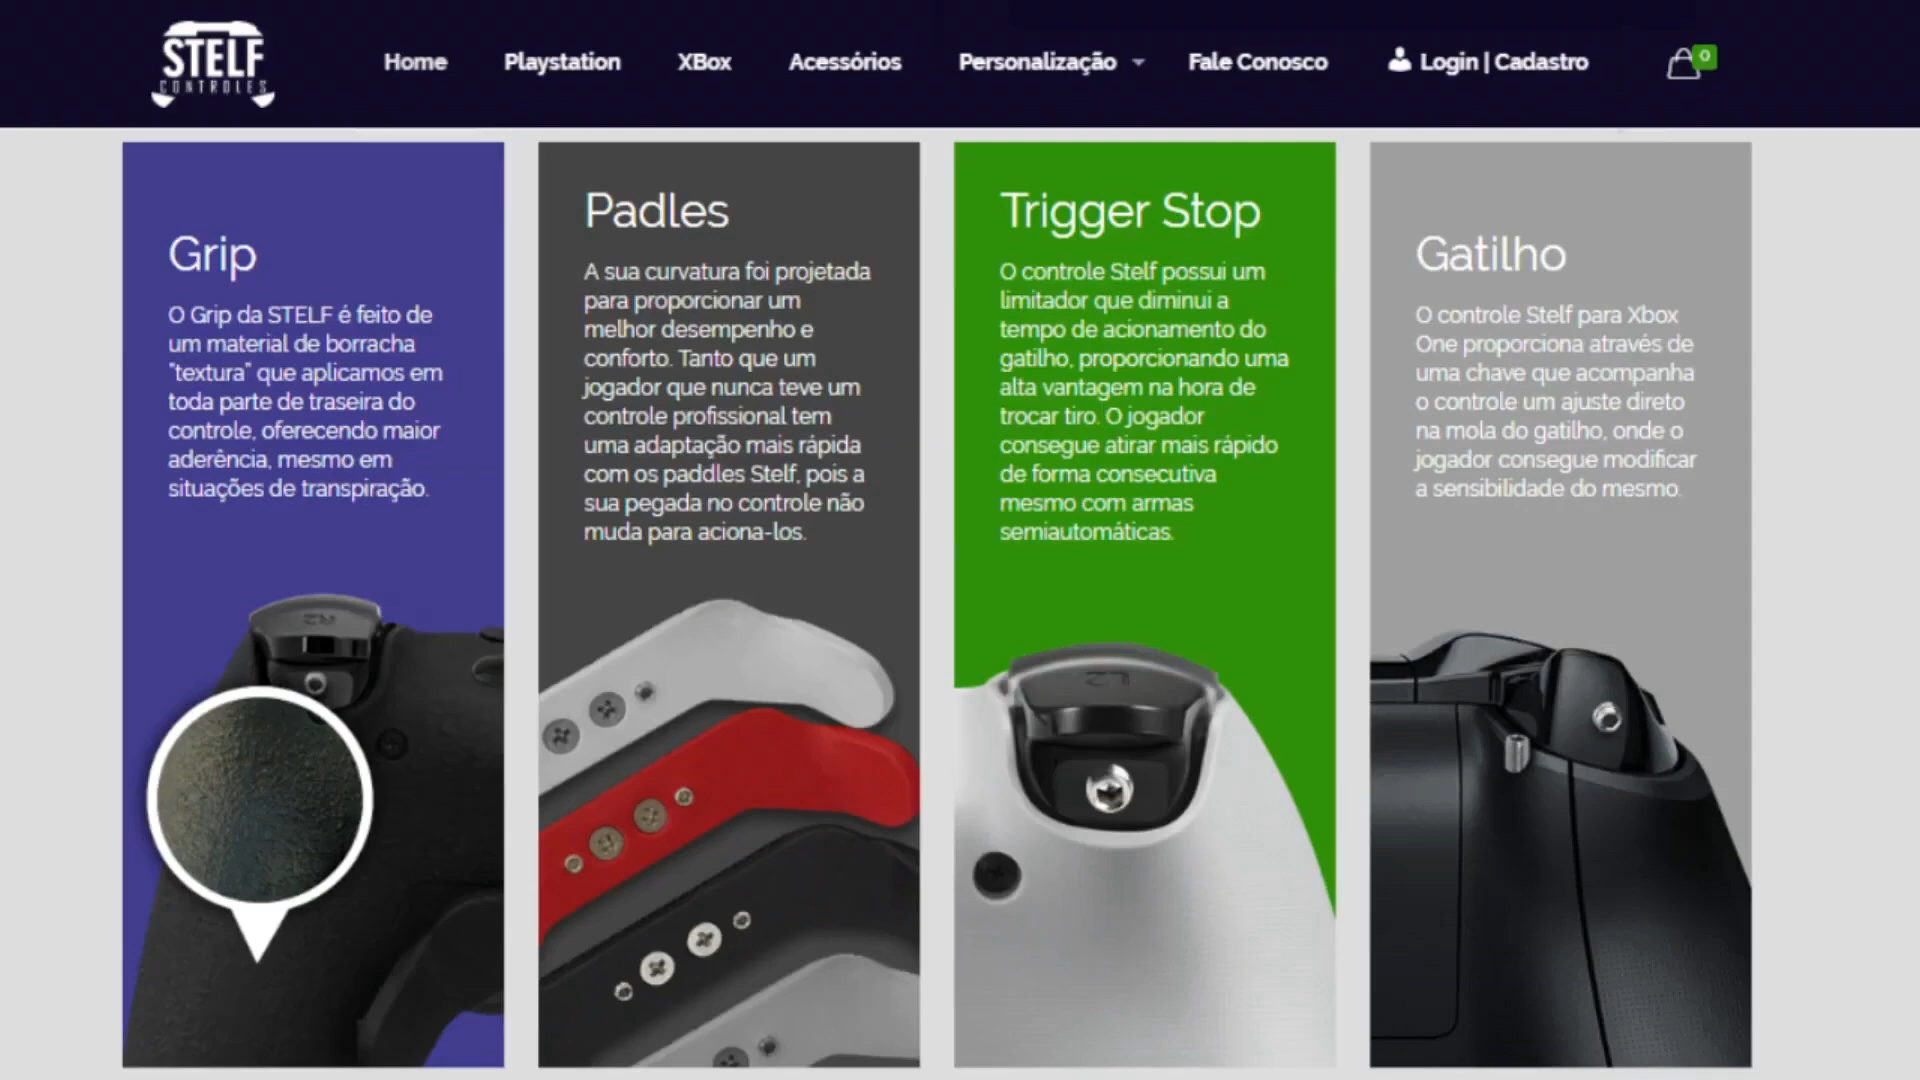 STELF
CONTROLES
Home
Playstation
XBox
Acessórios
Personalização
Fale Conosco
Login | Cadastro
0
Grip
O Grip da STELF é feito de
um material de borracha
"textura" que aplicamos em
toda parte de traseira do
controle, oferecendo maior
aderência, mesmo em
situações de transpiração.
R2
Padles
A sua curvatura foi projetada
para proporcionar um
melhor desempenho e
conforto. Tanto que um
jogador que nunca teve um
controle profissional tem
uma adaptação mais rápida
com os paddles Stelf, pois a
sua pegada no controle não
muda para aciona-los.
Trigger Stop
O controle Stelf possui um
limitador que diminui a
tempo de acionamento do
gatilho, proporcionando uma
alta vantagem na hora de
trocar tiro. O jogador
consegue atirar mais rápido
de forma consecutiva
mesmo com armas
semiautomáticas.
L2
Gatilho
O controle Stelf para Xbox
One proporciona através de
uma chave que acompanha
o controle um ajuste direto
na mola do gatilho, onde o
jogador consegue modificar
a sensibilidade do mesmo.